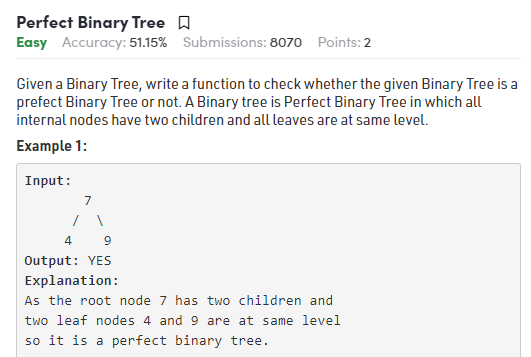 Perfect Binary Tree
Easy Accuracy: 51.15% Submissions: 8070 Points: 2
Given a Binary Tree, write a function to check whether the given Binary Tree is a
prefect Binary Tree or not. A Binary tree is Perfect Binary Tree in which all
internal nodes have two children and all leaves are at same level.
Example 1:
Input:
7
/ \
4 9
Output: YES
Explanation:
As the root node 7 has two children and
two leaf nodes 4 and 9 are at same level
so it is a perfect binary tree.